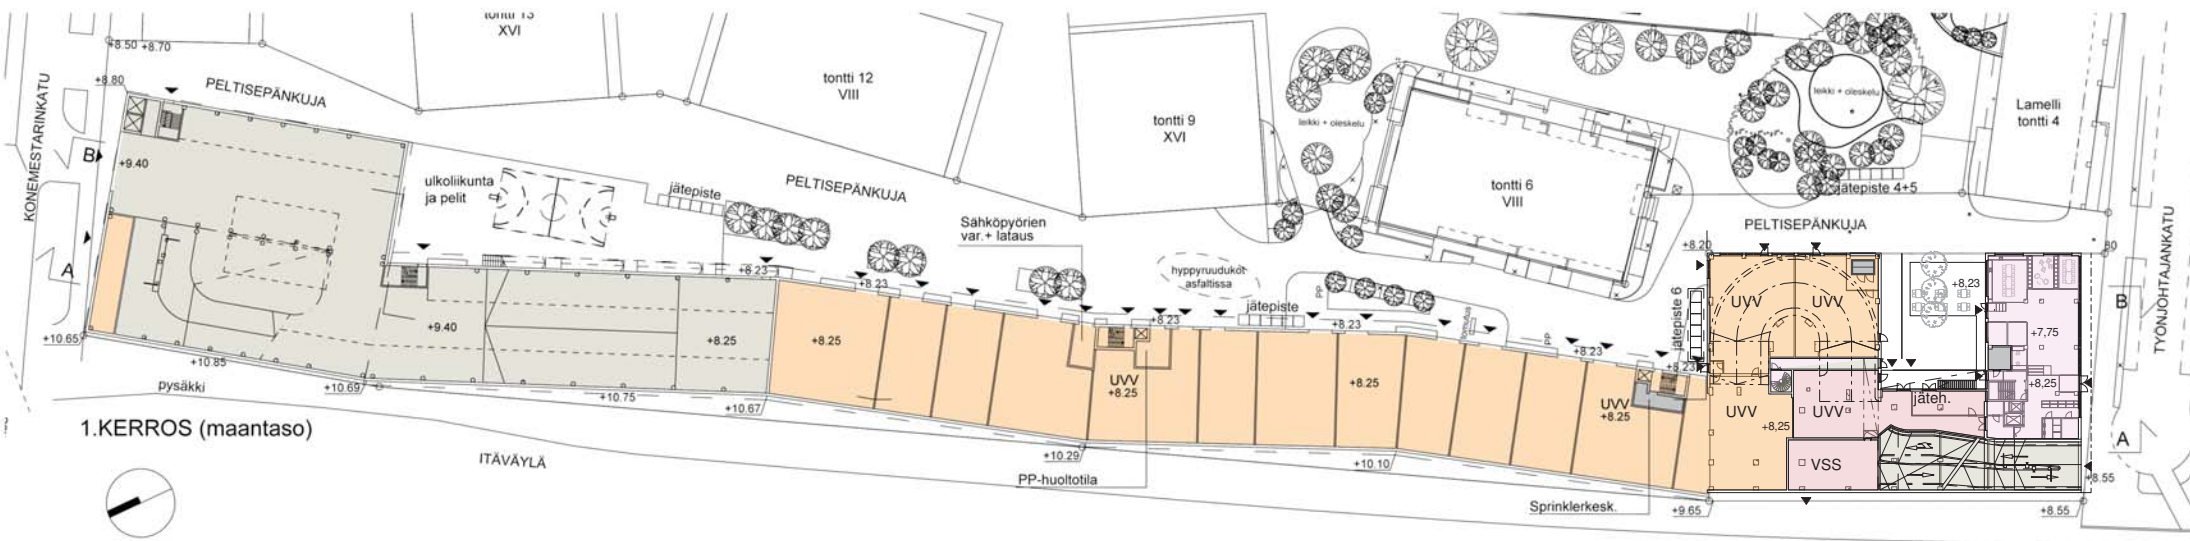 tontti 13
XVI
+8.50 +8.70
+8.80
PELTISEPÄNKUJA
KONEMESTARINKATU
B
+9.40
A
+10.65
+10.85
pysäkki
+10.69
+9.40
+10.75
+8.25
+10.67
1.KERROS (maantaso)
ITÄVÄYLÄ
tontti 12
VIII
ulkoliikunta
ja pelit
jätepiste
PELTISEPÄNKUJA
Sähköpyörien
var.+ lataus
+8.23
+8.23
+8.25
tontti 9
XVI
leikki + oleskelu
hyppyruudukot
asfaltissa
jätepiste
+8.23
UVV
+8.25
+10.29
PP-huoltotila
tontti 6
VIII
PP
+8.23
tomutus
PP
+8.23
+8.23
+8.25
+10.10
UVV
+8.25
Sprinklerkesk.
+9.65
leikki + oleskelu
jätepiste 4+5
Lamelli
tontti 4
PELTISEPÄNKUJA
TYÖNJOHTAJANKATU
+8.20
80
jätepiste 6
UVV
UVV
+8,23
+7,75
+8,25
UVV
+8,25
UVV
jäteh.
VSS
B
A
+8.55
+8.55